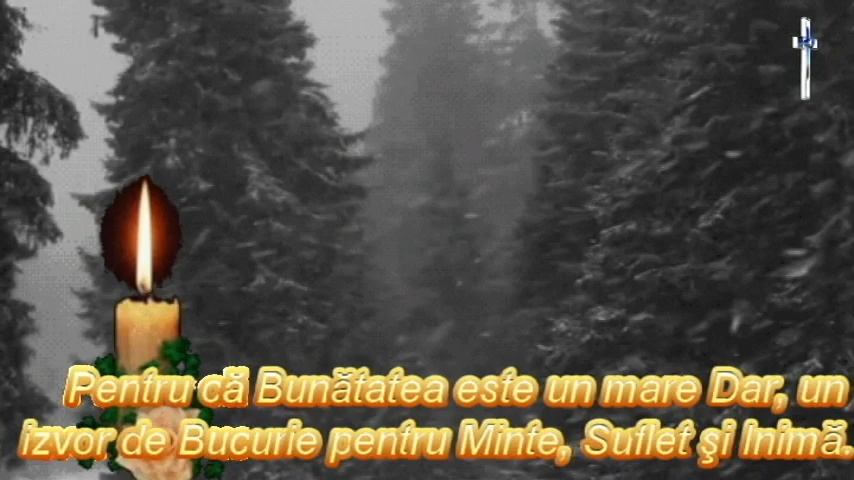 Pentru că Bunătatea este un mare Dar, un
izvor de Bucurie pentru Minte, Suflet şi Inimă.